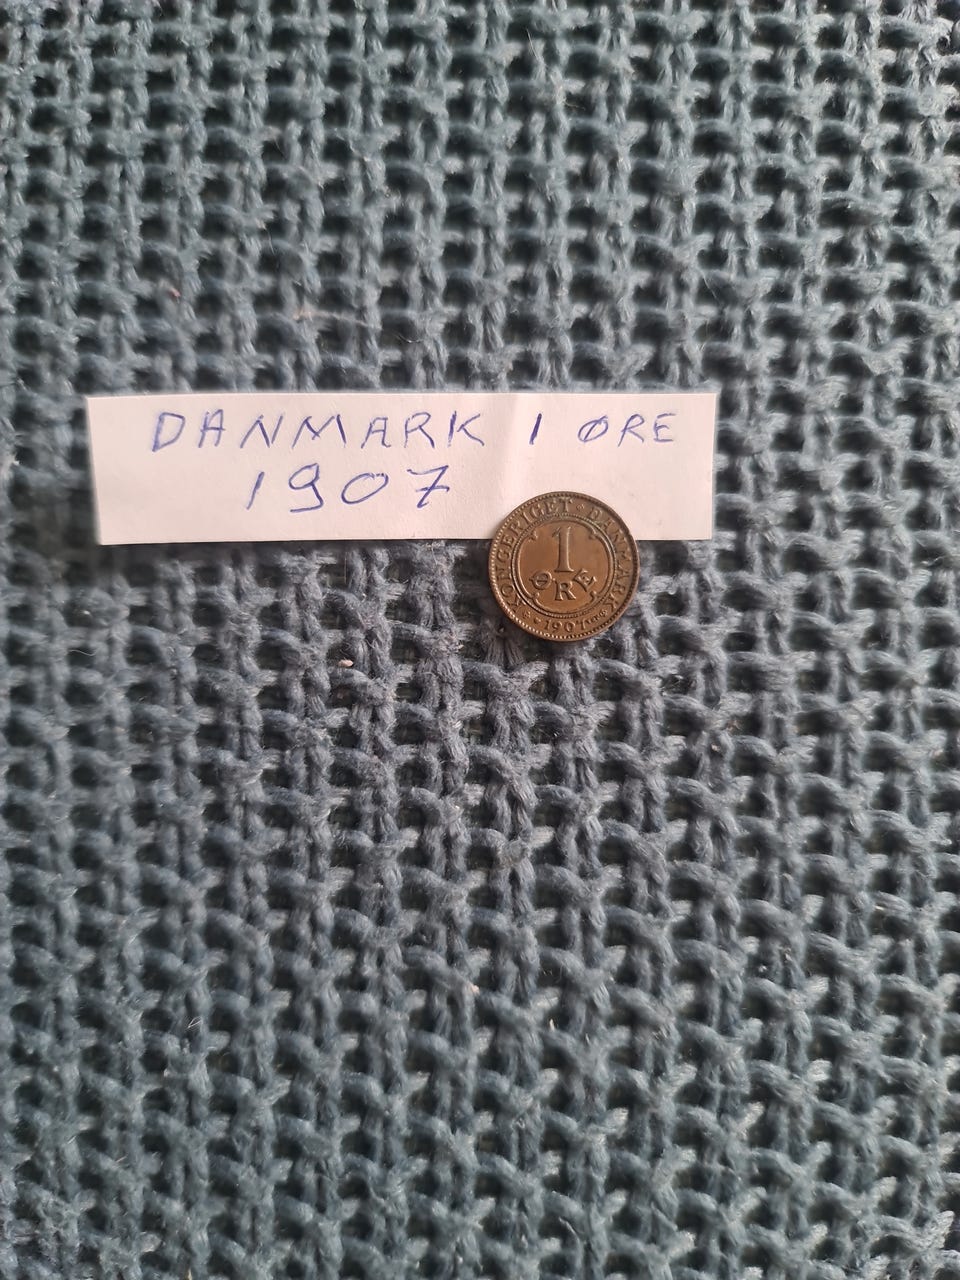 DANMARK 1 ØRE
1907
KONGERIGET DANMARK
1
ØRE
1907